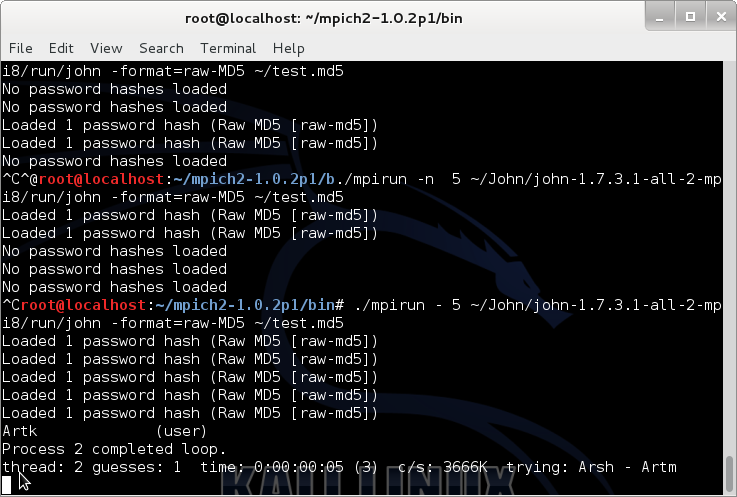 root@localhost: ~/mpich2-1.0.2p1/bin
File Edit View Search Terminal Help
i8/run/john -format=raw-MD5 ~/test.md5
No password hashes loaded
No password hashes loaded
Loaded 1 password hash (Raw MD5 [raw-md5])
Loaded 1 password hash (Raw MD5 [raw-md5])
No password hashes loaded
^C^@root@localhost:~/mpich2-1.0.2p1/b./mpirun -n  5 ~/John/john-1.7.3.1-all-2-mp
i8/run/john -format=raw-MD5 ~/test.md5
Loaded 1 password hash (Raw MD5 [raw-md5])
Loaded 1 password hash (Raw MD5 [raw-md5])
No password hashes loaded
No password hashes loaded
No password hashes loaded
^Croot@localhost:~/mpich2-1.0.2p1/bin# ./mpirun - 5 ~/John/john-1.7.3.1-all-2-mp
i8/run/john -format=raw-MD5 ~/test.md5
Loaded 1 password hash (Raw MD5 [raw-md5])
Loaded 1 password hash (Raw MD5 [raw-md5])
Loaded 1 password hash (Raw MD5 [raw-md5])
Loaded 1 password hash (Raw MD5 [raw-md5])
Loaded 1 password hash (Raw MD5 [raw-md5])
Artk             (user)
Process 2 completed loop.
thread: 2 guesses: 1  time: 0:00:00:05 (3)  c/s: 3666K  trying: Arsh - Artm
KALI LINUX